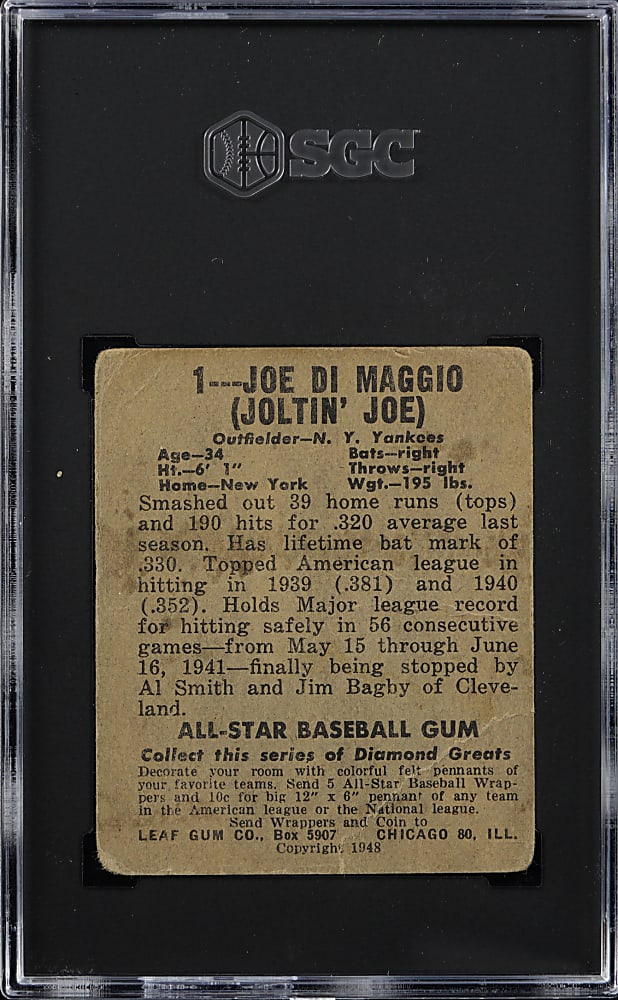 SGC
1---JOE DI MAGGIO
(JOLTIN' JOE)
Outfielder—N. Y. Yankees
Age—34 Bats—right
Ht.—6' 1" Throws—right
Home—New York Wgt.—195 lbs.
Smashed out 39 home runs (tops)
and 190 hits for .320 average last
season. Has lifetime bat mark of
.330. Topped American league in
hitting in 1939 (.381) and 1940
(.352). Holds Major league record
for hitting safely in 56 consecutive
games—from May 15 through June
16, 1941—finally being stopped by
Al Smith and Jim Bagby of Cleve-
land.
ALL-STAR BASEBALL GUM
Collect this series of Diamond Greats
Decorate your room with colorful felt pennants of
your favorite teams. Send 5 All-Star Baseball Wrap-
pers and 10c for big 12" x 6" pennant of any team
in the American league or the National league.
Send Wrappers and Coin to
LEAF GUM CO., Box 5907 CHICAGO 80, ILL.
Copyright 1948